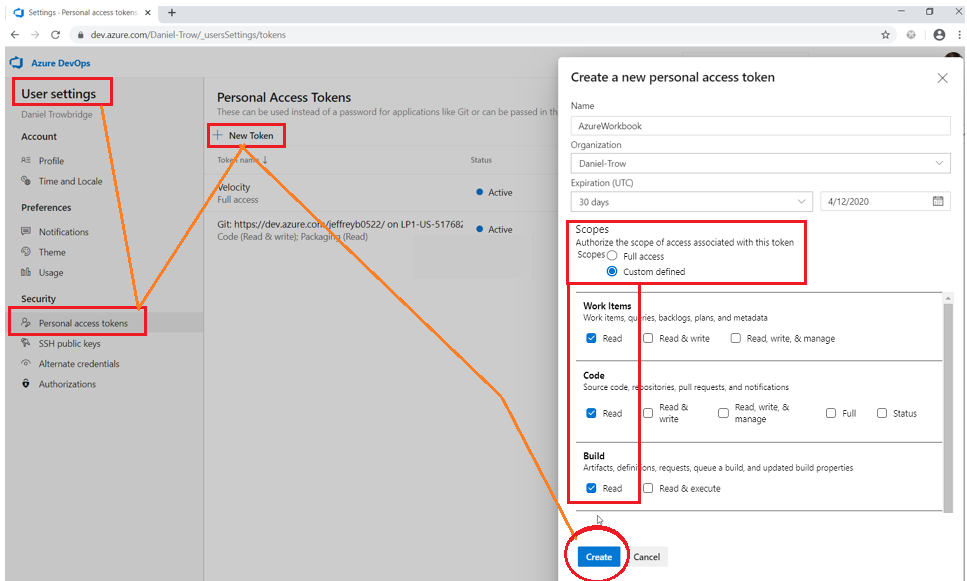 Settings - Personal access tokens
dev.azure.com/Daniel-Trow/_usersSettings/tokens
Azure DevOps
User settings
Daniel Trowbridge
Account
Profile
Time and Locale
Preferences
Notifications
Theme
Usage
Security
Personal access tokens
SSH public keys
Alternate credentials
Authorizations
Personal Access Tokens
These can be used instead of a password for applications like Git or can be passed in the
New Token
Token name ↓ Status
Velocity
Full access
Active
Git: https://dev.azure.com/jeffreyb0522/ on LP1-US-517682
Code (Read & write); Packaging (Read)
Active
Create a new personal access token
Name
AzureWorkbook
Organization
Daniel-Trow
Expiration (UTC)
30 days 4/12/2020
Scopes
Authorize the scope of access associated with this token
Scopes Full access
Custom defined
Work Items
Work items, queries, backlogs, plans, and metadata
Read Read & write Read, write, & manage
Code
Source code, repositories, pull requests, and notifications
Read Read & write Read, write, & manage Full Status
Build
Artifacts, definitions, requests, queue a build, and updated build properties
Read Read & execute
Create Cancel